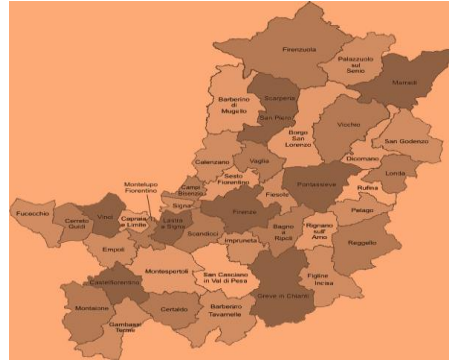 Firenzuola
Palazzuolo
sul
Senio
Marradi
Scarperia
San Piero
Barberino
di
Mugello
Borgo
San
Lorenzo
Vicchio
San Godenzo
Dicomano
Calenzano
Vaglia
Londa
Rufina
Pontassieve
Sesto
Fiorentino
Campi
Bisenzio
Fiesole
Montelupo
Fiorentino
Signa
Pelago
Fucecchio
Vinci
Cerreto
Guidi
Capraia
e Limite
Lastra
a Signa
Scandicci
Firenze
Bagno
a
Ripoli
Rignano
sull'
Arno
Reggello
Impruneta
Empoli
Montespertoli
San Casciano
in Val di Pesa
Figline
Incisa
Castelfiorentino
Greve in Chianti
Montaione
Certaldo
Barberino
Tavarnelle
Gambassi
Terme